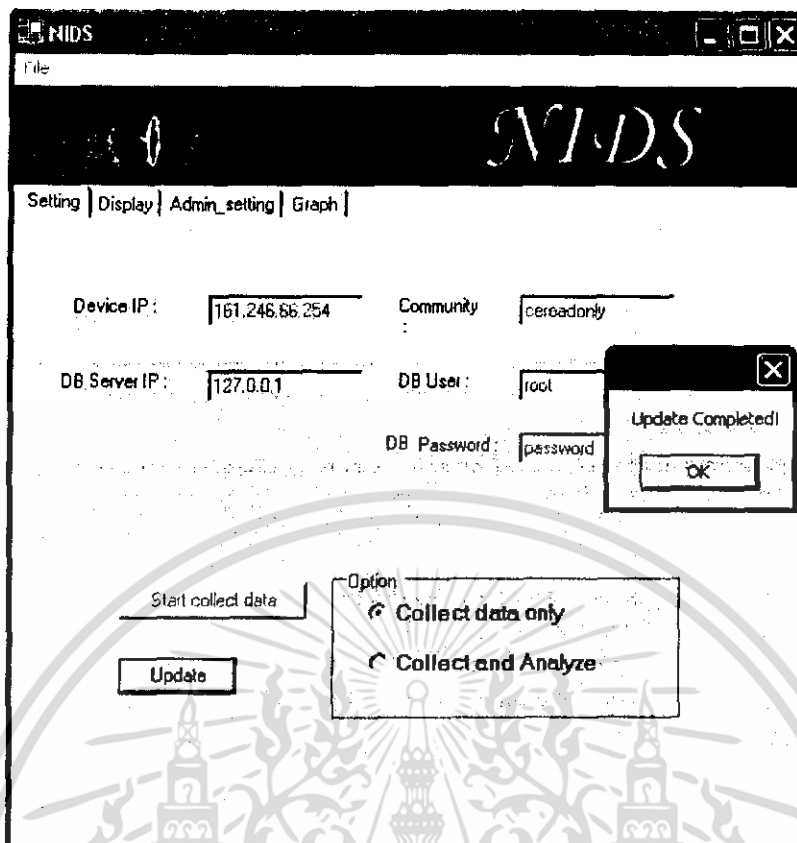 NIDS
File
NIDS
Setting Display Admin_setting Graph
Device IP : 161.246.66.254 Community : cereadonly
DB Server IP : 127.0.0.1 DB User : root
Update Completed!
DB Password : password
OK
Start collect data
Option
Collect data only
Update
Collect and Analyze